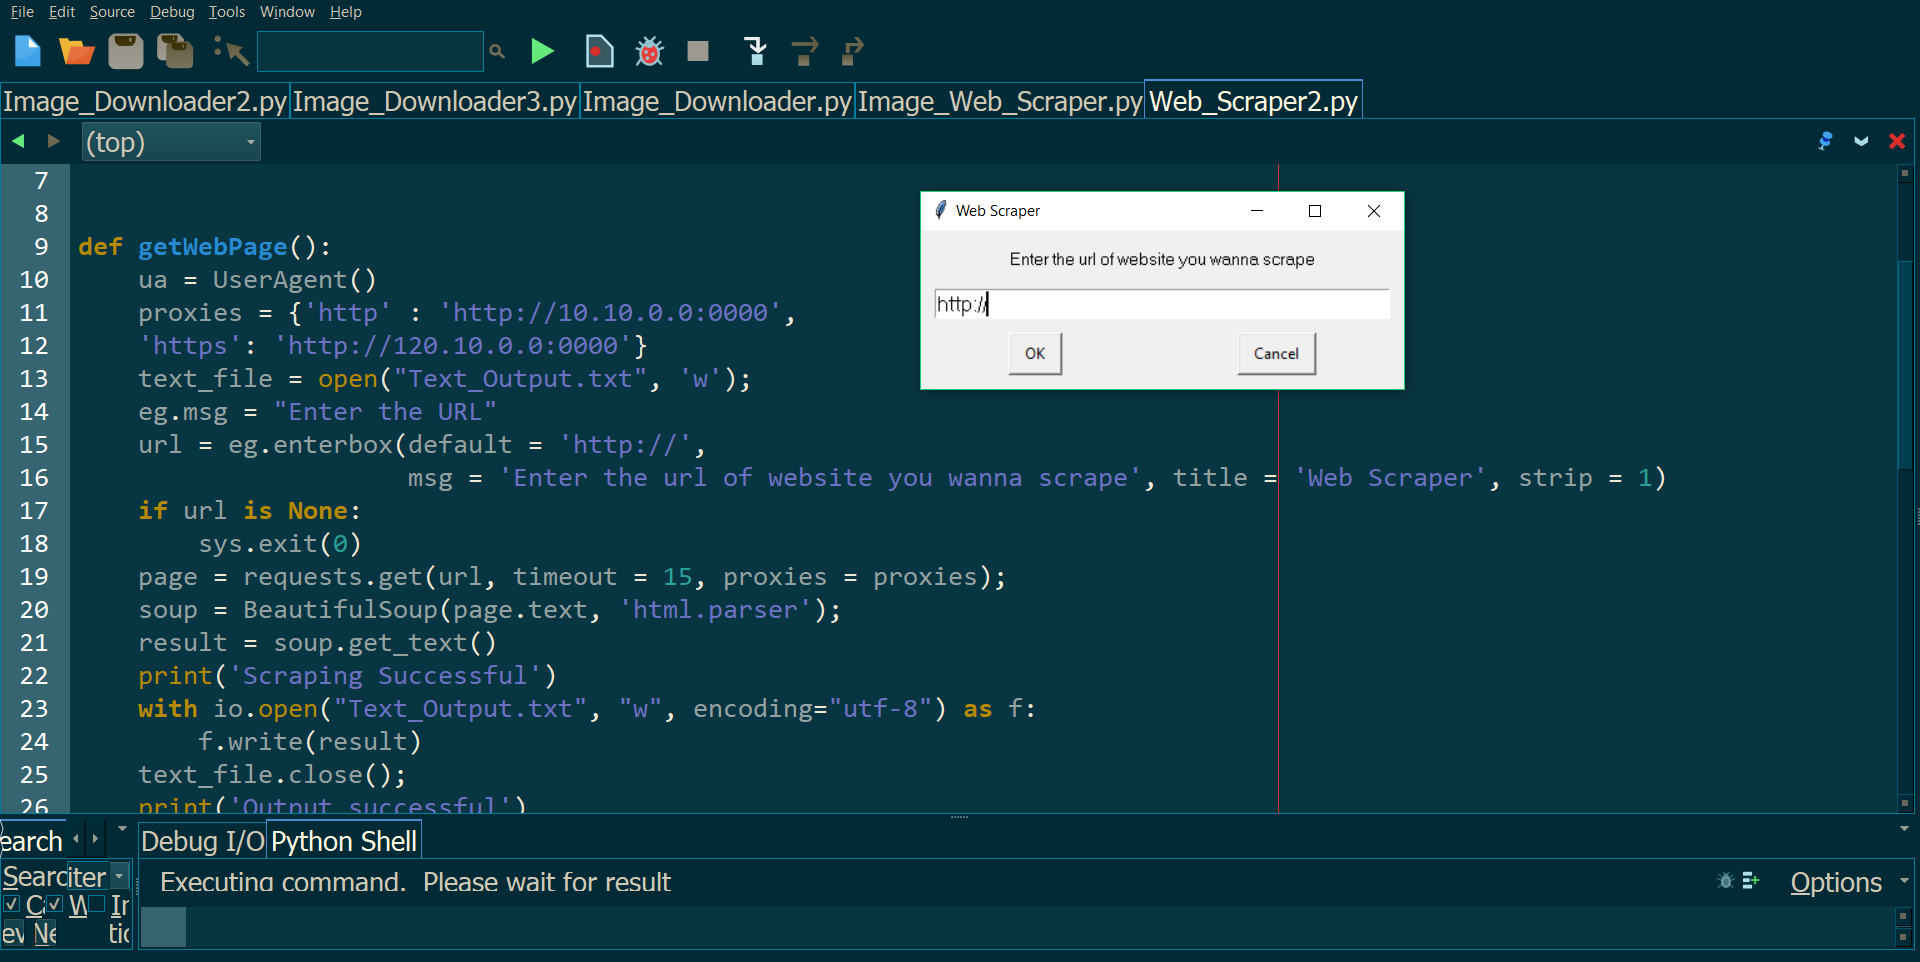 File Edit Source Debug Tools Window Help
Image_Downloader2.py Image_Downloader3.py Image_Downloader.py Image_Web_Scraper.py Web_Scraper2.py
(top)
7
8
9 def getWebPage():
10 ua = UserAgent()
11 proxies = {'http' : 'http://10.10.0.0:0000',
12 'https': 'http://120.10.0.0:0000'}
13 text_file = open("Text_Output.txt", 'w');
14 eg.msg = "Enter the URL"
15 url = eg.enterbox(default = 'http://',
16 msg = 'Enter the url of website you wanna scrape', title = 'Web Scraper', strip = 1)
17 if url is None:
18 sys.exit(0)
19 page = requests.get(url, timeout = 15, proxies = proxies);
20 soup = BeautifulSoup(page.text, 'html.parser');
21 result = soup.get_text()
22 print('Scraping Successful')
23 with io.open("Text_Output.txt", "w", encoding="utf-8") as f:
24 f.write(result)
25 text_file.close();
26 print('Output successful')
Web Scraper
Enter the url of website you wanna scrape
http://
OK Cancel
earch Debug I/O Python Shell
Searc iter Executing command. Please wait for result Options
C W In
ev Ne tic